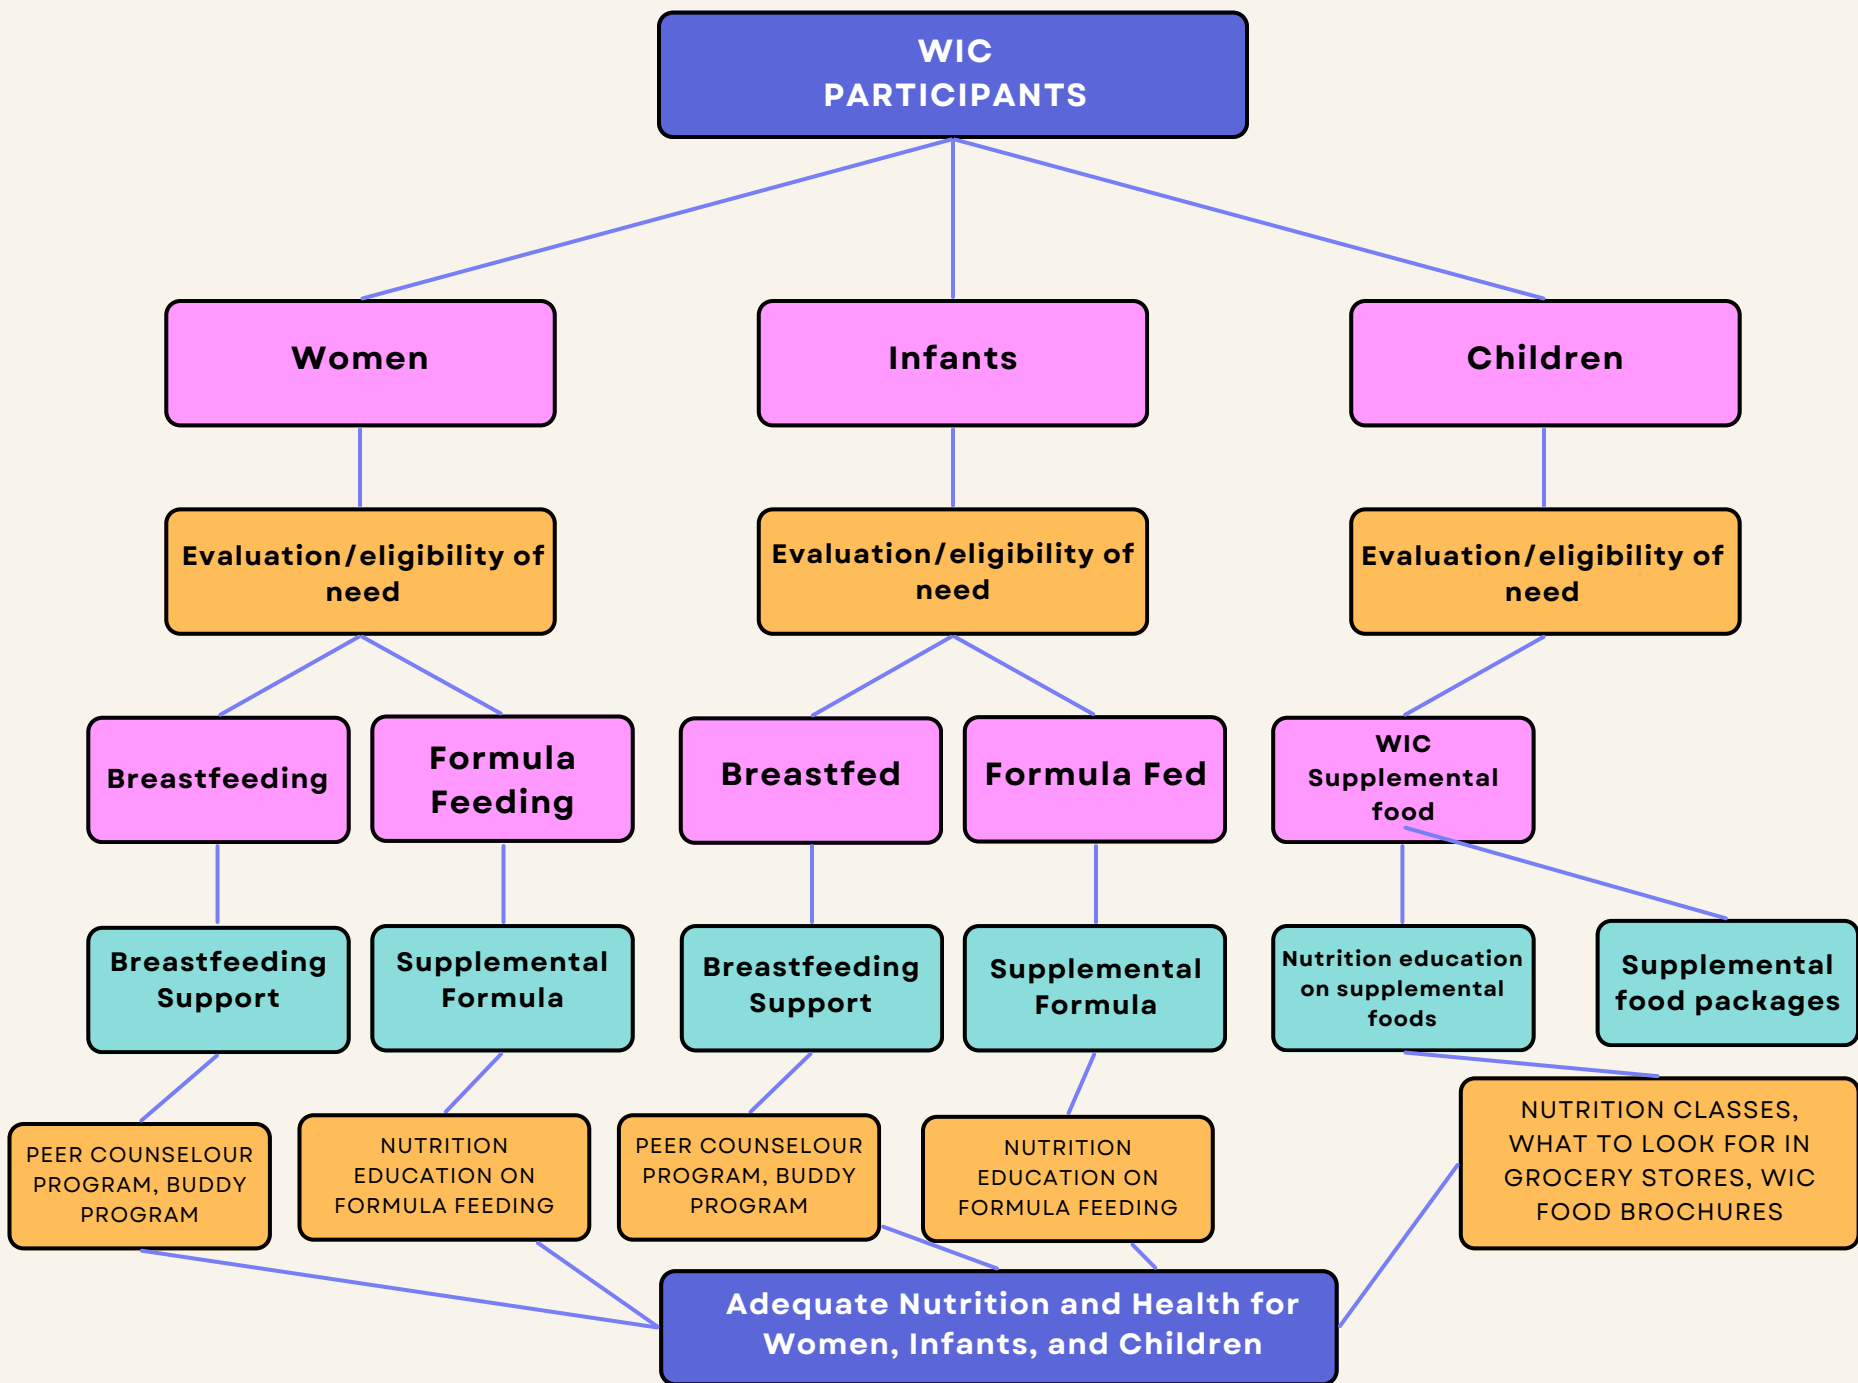 WIC
PARTICIPANTS
Women
Infants
Children
Evaluation/eligibility of
need
Evaluation/eligibility of
need
Evaluation/eligibility of
need
Breastfeeding
Formula
Feeding
Breastfed
Formula Fed
WIC
Supplemental
food
Breastfeeding
Support
Supplemental
Formula
Breastfeeding
Support
Supplemental
Formula
Nutrition education
on supplemental
foods
Supplemental
food packages
PEER COUNSELOUR
PROGRAM, BUDDY
PROGRAM
NUTRITION
EDUCATION ON
FORMULA FEEDING
PEER COUNSELOUR
PROGRAM, BUDDY
PROGRAM
NUTRITION
EDUCATION ON
FORMULA FEEDING
NUTRITION CLASSES,
WHAT TO LOOK FOR IN
GROCERY STORES, WIC
FOOD BROCHURES
Adequate Nutrition and Health for
Women, Infants, and Children